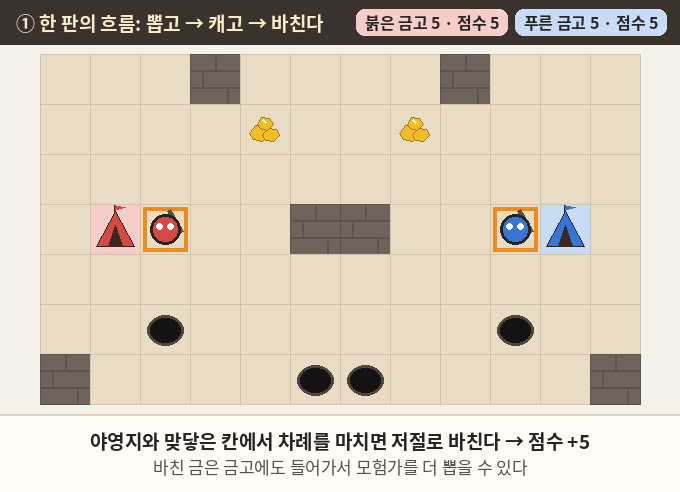 ① 한 판의 흐름: 뽑고 → 캐고 → 바친다
붉은 금고 5 · 점수 5
푸른 금고 5 · 점수 5
야영지와 맞닿은 칸에서 차례를 마치면 저절로 바친다 → 점수 +5
바친 금은 금고에도 들어가서 모험가를 더 뽑을 수 있다